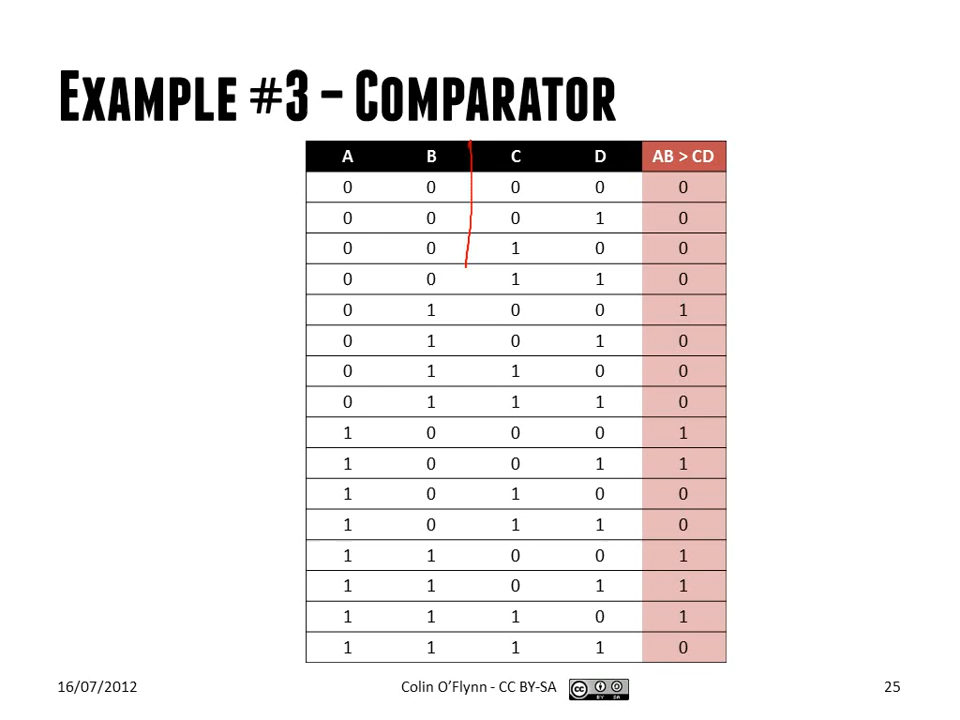 EXAMPLE #3 – COMPARATOR
A B C D AB > CD
0 0 0 0 0
0 0 0 1 0
0 0 1 0 0
0 0 1 1 0
0 1 0 0 1
0 1 0 1 0
0 1 1 0 0
0 1 1 1 0
1 0 0 0 1
1 0 0 1 1
1 0 1 0 0
1 0 1 1 0
1 1 0 0 1
1 1 0 1 1
1 1 1 0 1
1 1 1 1 0
16/07/2012 Colin O'Flynn - CC BY-SA cc BY SA 25